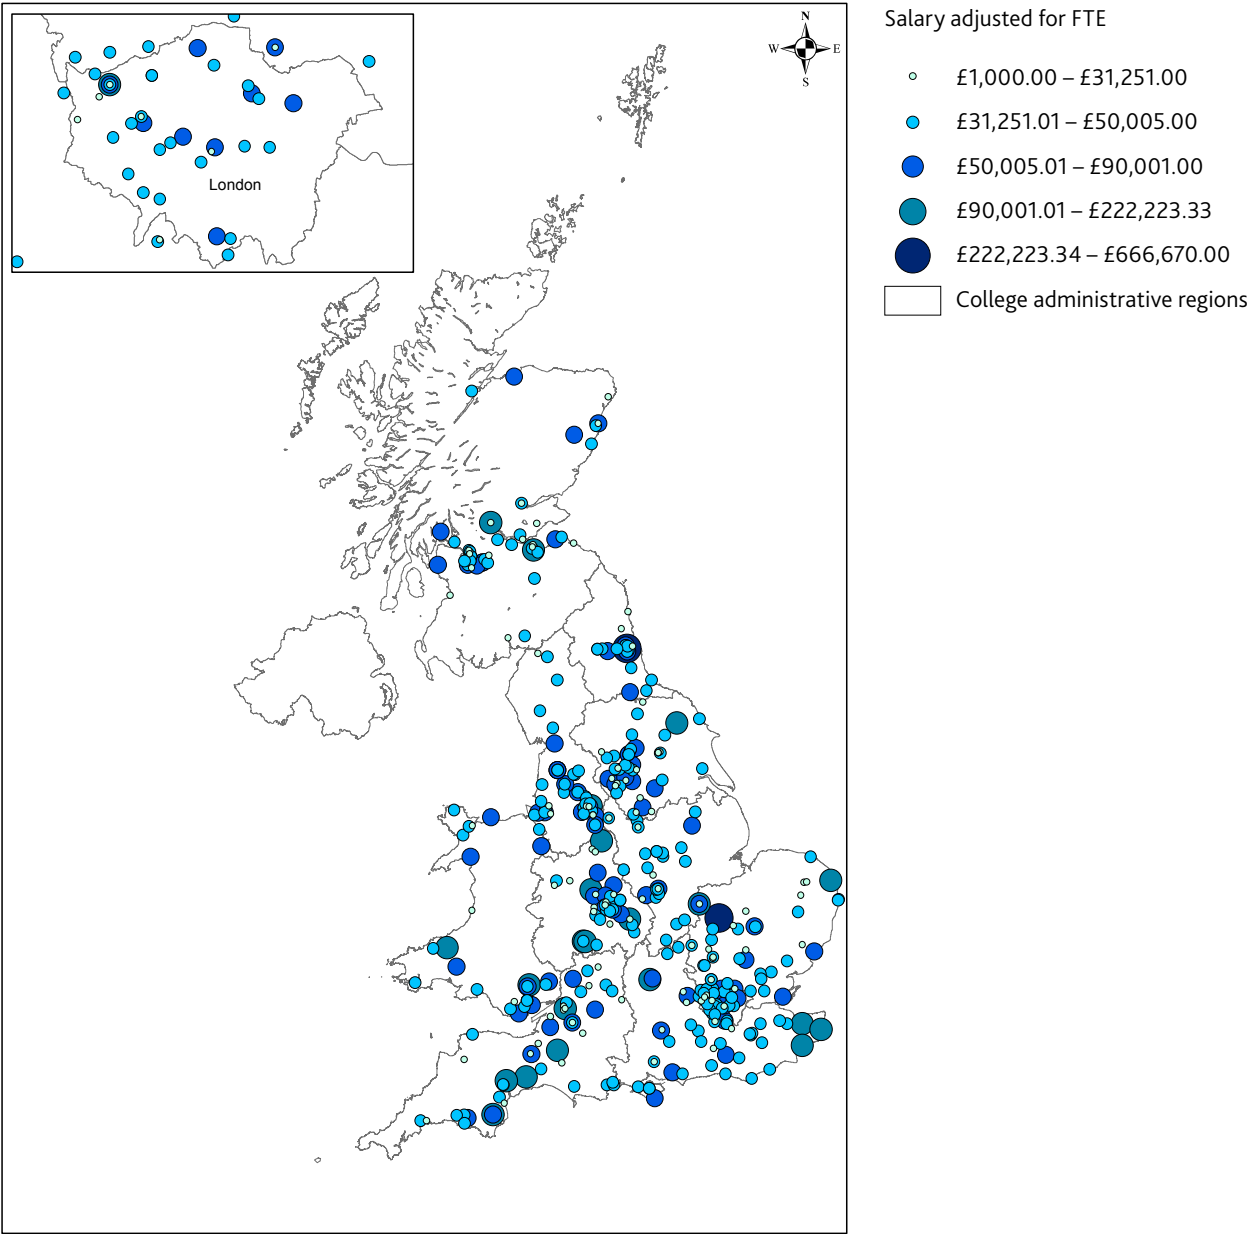 N
W
E
S
London
Salary adjusted for FTE
£1,000.00 – £31,251.00
£31,251.01 – £50,005.00
£50,005.01 – £90,001.00
£90,001.01 – £222,223.33
£222,223.34 – £666,670.00
College administrative regions